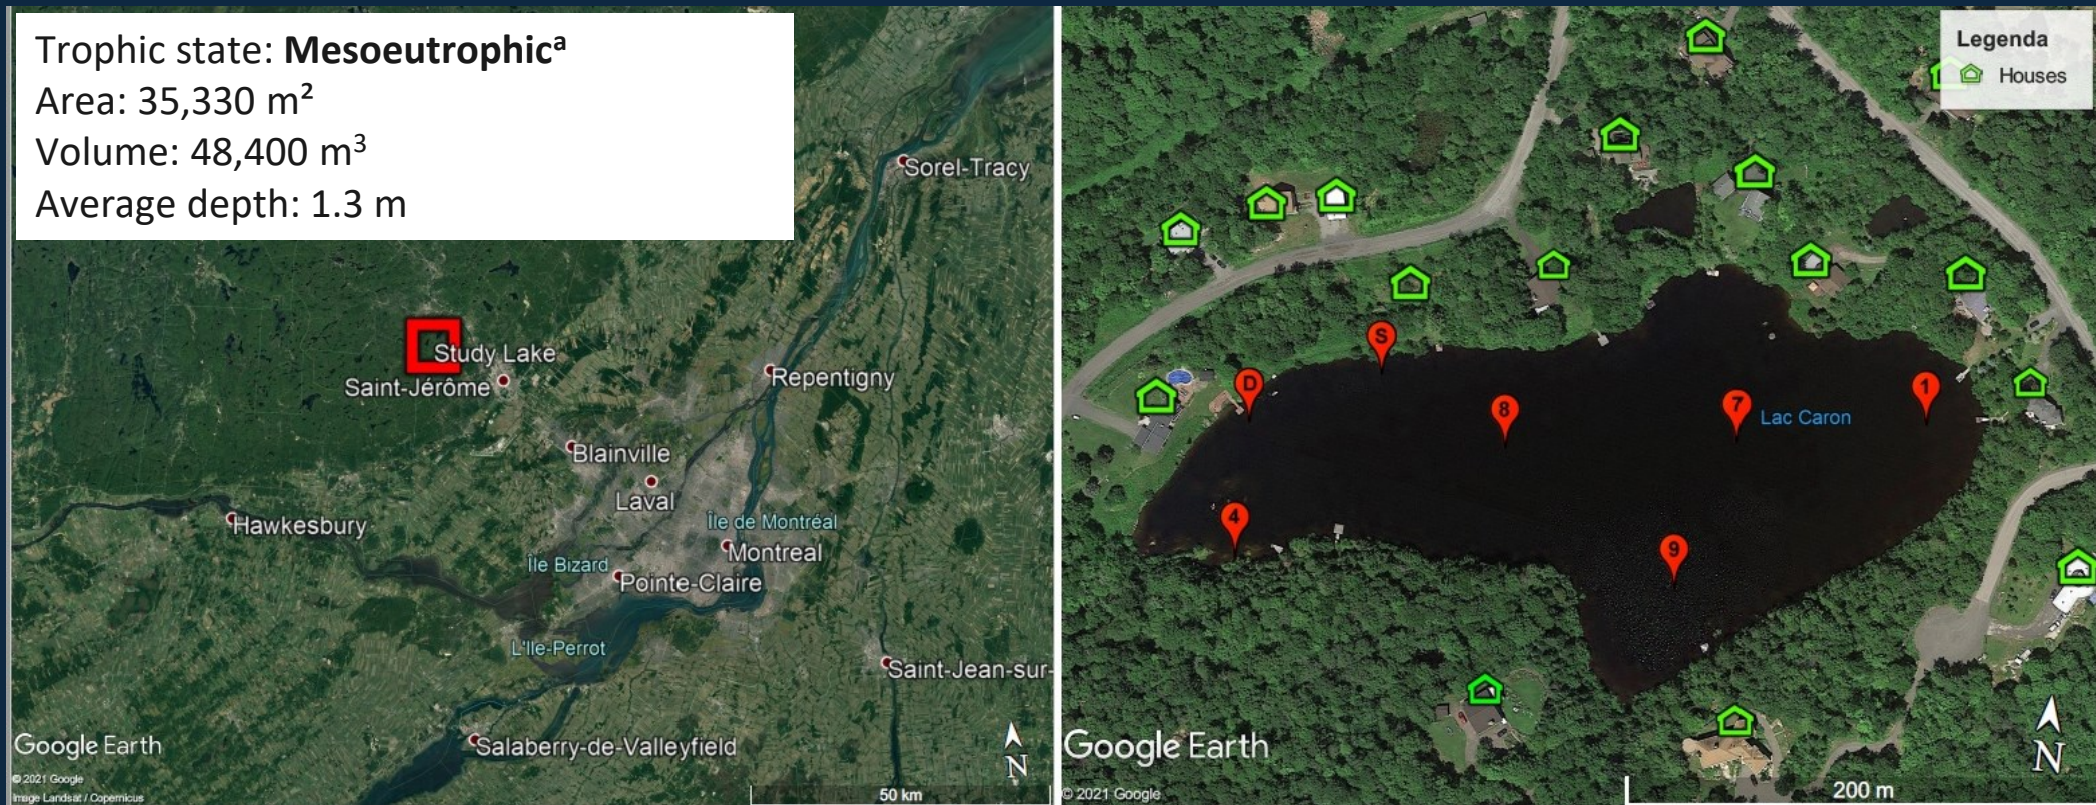 Trophic state: Mesoeutrophicᵃ
Area: 35,330 m²
Volume: 48,400 m³
Average depth: 1.3 m
Sorel-Tracy
Study Lake
Saint-Jérôme
Repentigny
Blainville
Laval
Hawkesbury
Île de Montréal
Montreal
Île Bizard
Pointe-Claire
L'Ile-Perrot
Saint-Jean-sur-
Salaberry-de-Valleyfield
Google Earth
© 2021 Google
Image Landsat / Copernicus
N
50 km
Legenda
Houses
S
D
8
7
Lac Caron
1
4
9
Google Earth
© 2021 Google
N
200 m